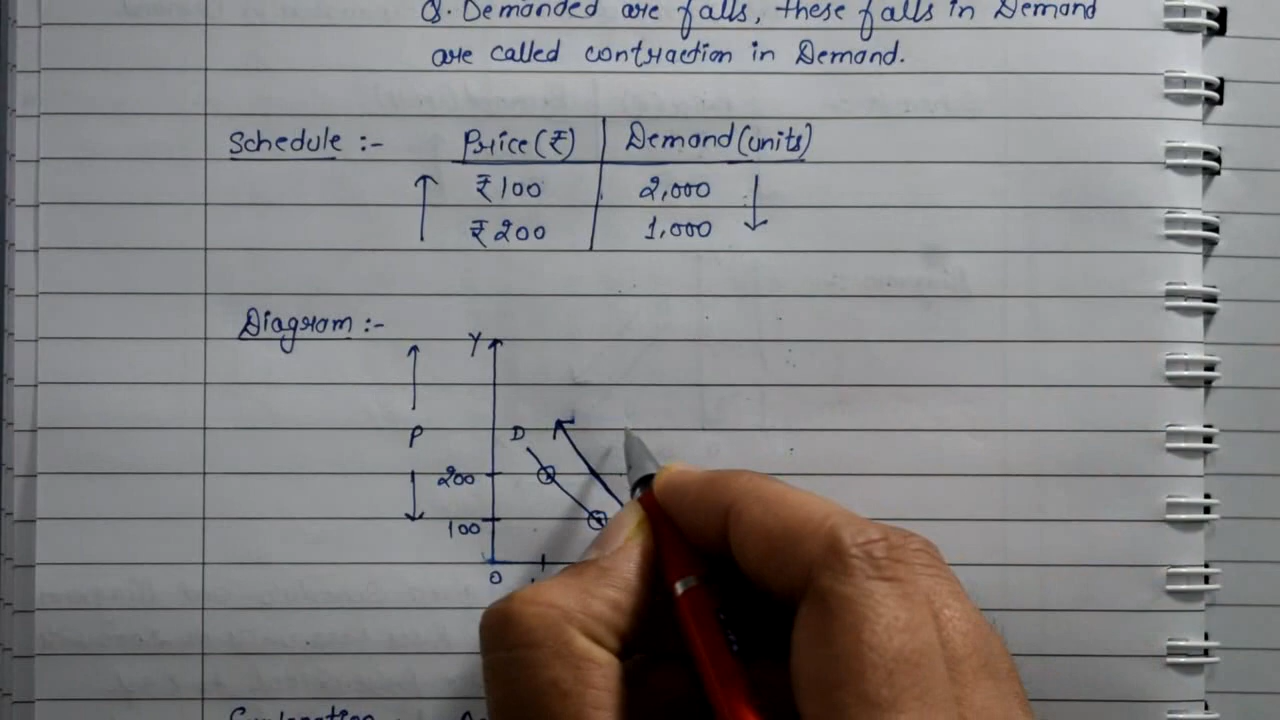 Q. Demanded are falls, these falls in Demand
are called contraction in Demand.
Schedule :- Price (₹) Demand (units)
₹100 2,000
₹200 1,000
Diagram :-
Y
P
D
200
100
0